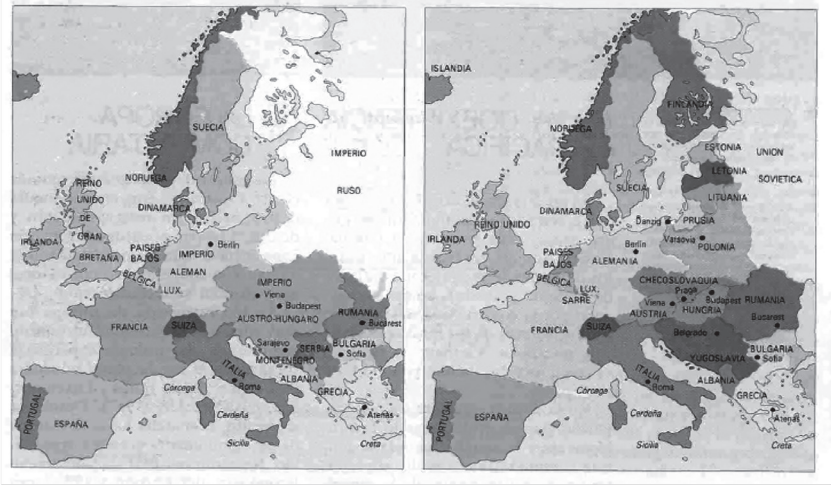 SUECIA
IMPERIO
RUSO
NORUEGA
DINAMARCA
REINO
UNIDO
DE
GRAN
BRETAÑA
IRLANDA
PAISES
BAJOS
BELGICA
LUX.
Berlín
IMPERIO
ALEMAN
IMPERIO
Viena
Budapest
AUSTRO-HUNGARO
FRANCIA
SUIZA
RUMANIA
Bucarest
Sarajevo
SERBIA
MONTENEGRO
BULGARIA
Sofía
ITALIA
Roma
ALBANIA
GRECIA
Atenas
Córcega
Cerdeña
Sicilia
Creta
PORTUGAL
ESPAÑA
ISLANDIA
NORUEGA
SUECIA
FINLANDIA
ESTONIA
LETONIA
LITUANIA
UNION
SOVIETICA
DINAMARCA
Danzig
PRUSIA
REINO UNIDO
IRLANDA
PAISES
BAJOS
BELGICA
LUX.
SARRE
Berlín
ALEMANIA
Varsovia
POLONIA
CHECOSLOVAQUIA
Praga
Viena
AUSTRIA
Budapest
HUNGRIA
RUMANIA
Bucarest
FRANCIA
SUIZA
Belgrado
YUGOSLAVIA
BULGARIA
Sofía
ITALIA
Roma
ALBANIA
GRECIA
Atenas
Córcega
Cerdeña
Sicilia
Creta
PORTUGAL
ESPAÑA